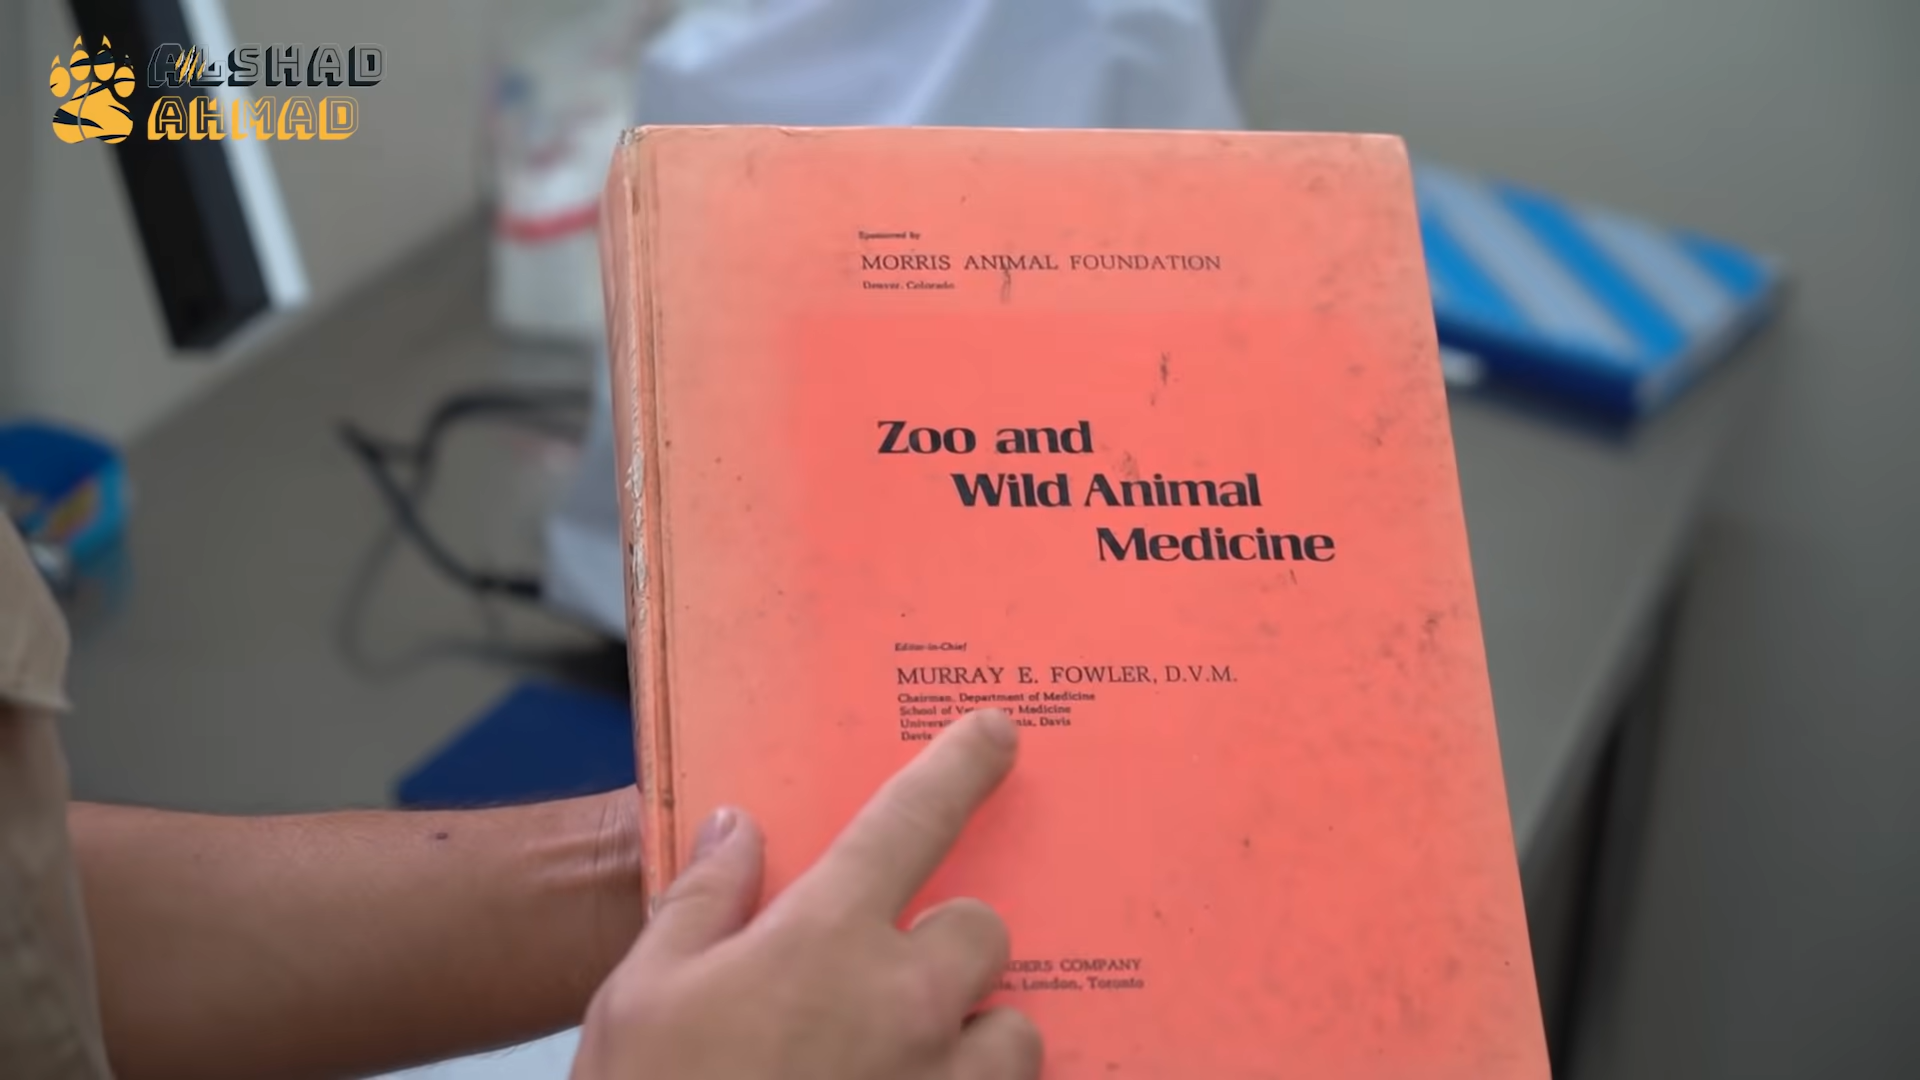 ALSHAD
AHMAD
Sponsored by
MORRIS ANIMAL FOUNDATION
Denver, Colorado
Zoo and
Wild Animal
Medicine
Editor-in-Chief
MURRAY E. FOWLER, D.V.M.
Chairman, Department of Medicine
School of Medicine
Davis
Davis
COMPANY
London, Toronto